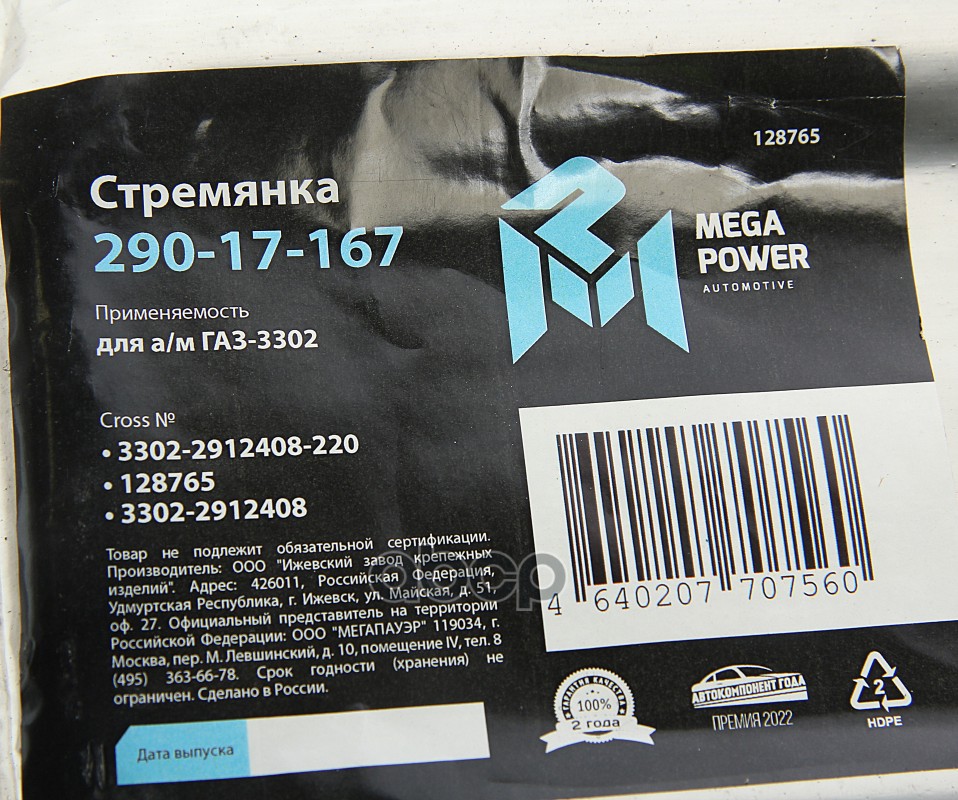 128765
Стремянка
290-17-167
MEGA
POWER
AUTOMOTIVE
Применяемость
для а/м ГАЗ-3302
Cross №
• 3302-2912408-220
• 128765
• 3302-2912408
Товар не подлежит обязательной сертификации.
Производитель: ООО "Ижевский завод крепежных
изделий". Адрес: 426011, Российская Федерация,
Удмуртская Республика, г. Ижевск, ул. Майская, д. 51,
оф. 27. Официальный представитель на территории
Российской Федерации: ООО "МЕГАПАУЭР" 119034, г.
Москва, пер. М. Левшинский, д. 10, помещение IV, тел. 8
(495) 363-66-78. Срок годности (хранения) не
ограничен. Сделано в России.
Дата выпуска
4 640207 707560
ГАРАНТИЯ КАЧЕСТВА
100%
2 года
АВТОКОМПОНЕНТ ГОДА
ПРЕМИЯ 2022
2
HDPE